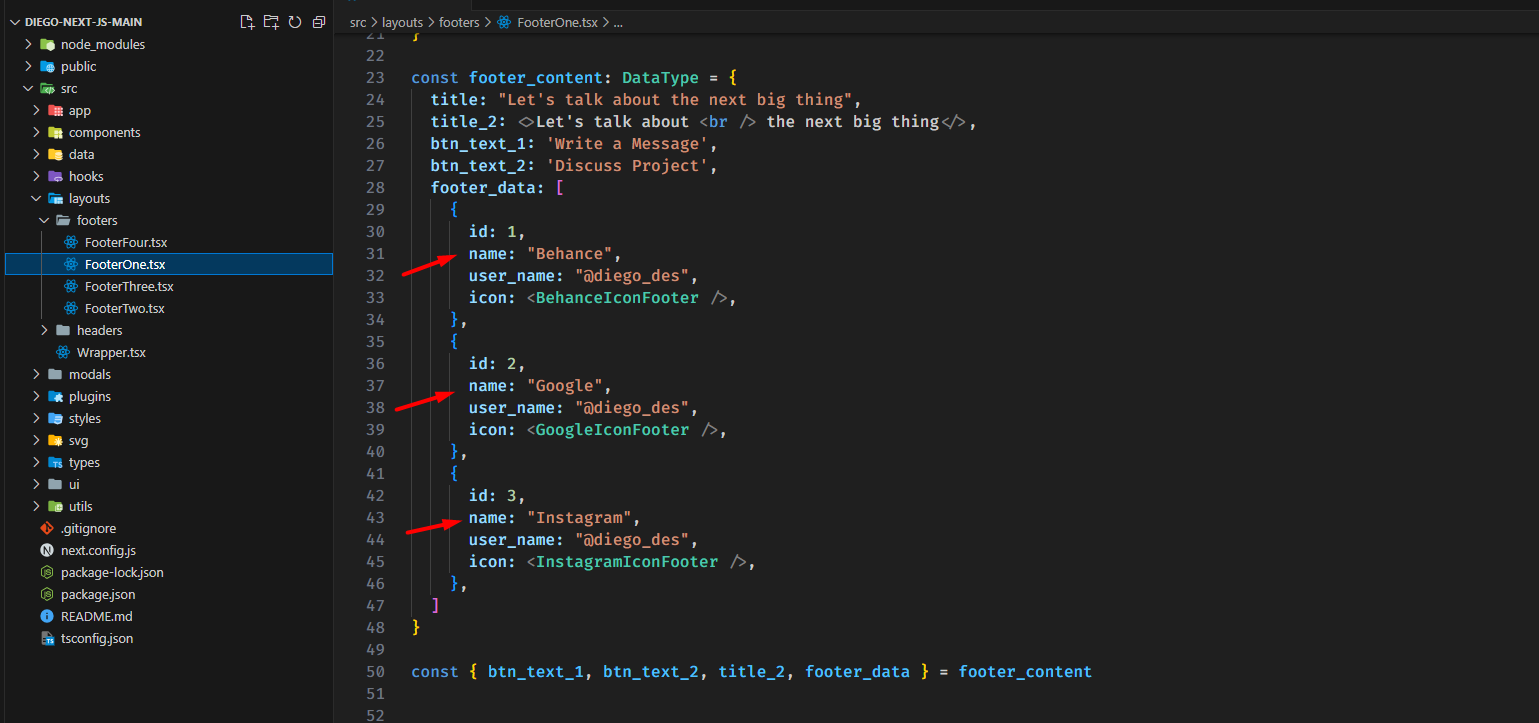 DIEGO-NEXT-JS-MAIN
node_modules
public
src
app
components
data
hooks
layouts
footers
FooterFour.tsx
FooterOne.tsx
FooterThree.tsx
FooterTwo.tsx
headers
Wrapper.tsx
modals
plugins
styles
svg
types
ui
utils
.gitignore
next.config.js
package-lock.json
package.json
README.md
tsconfig.json
src > layouts > footers > FooterOne.tsx > ...
21 }
22
23 const footer_content: DataType = {
24 title: "Let's talk about the next big thing",
25 title_2: <>Let's talk about <br /> the next big thing</>,
26 btn_text_1: 'Write a Message',
27 btn_text_2: 'Discuss Project',
28 footer_data: [
29 {
30 id: 1,
31 name: "Behance",
32 user_name: "@diego_des",
33 icon: <BehanceIconFooter />,
34 },
35 {
36 id: 2,
37 name: "Google",
38 user_name: "@diego_des",
39 icon: <GoogleIconFooter />,
40 },
41 {
42 id: 3,
43 name: "Instagram",
44 user_name: "@diego_des",
45 icon: <InstagramIconFooter />,
46 },
47 ]
48 }
49
50 const { btn_text_1, btn_text_2, title_2, footer_data } = footer_content
51
52